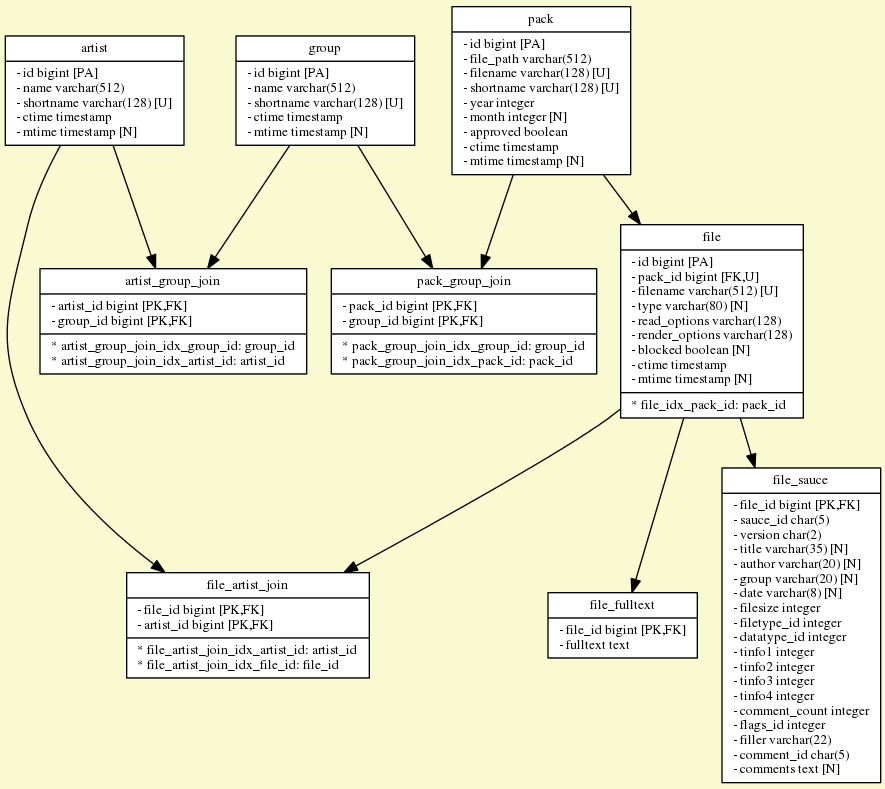 artist
- id bigint [PA]
- name varchar(512)
- shortname varchar(128) [U]
- ctime timestamp
- mtime timestamp [N]
group
- id bigint [PA]
- name varchar(512)
- shortname varchar(128) [U]
- ctime timestamp
- mtime timestamp [N]
pack
- id bigint [PA]
- file_path varchar(512)
- filename varchar(128) [U]
- shortname varchar(128) [U]
- year integer
- month integer [N]
- approved boolean
- ctime timestamp
- mtime timestamp [N]
artist_group_join
- artist_id bigint [PK,FK]
- group_id bigint [PK,FK]
* artist_group_join_idx_group_id: group_id
* artist_group_join_idx_artist_id: artist_id
pack_group_join
- pack_id bigint [PK,FK]
- group_id bigint [PK,FK]
* pack_group_join_idx_group_id: group_id
* pack_group_join_idx_pack_id: pack_id
file
- id bigint [PA]
- pack_id bigint [FK,U]
- filename varchar(512) [U]
- type varchar(80) [N]
- read_options varchar(128)
- render_options varchar(128)
- blocked boolean [N]
- ctime timestamp
- mtime timestamp [N]
* file_idx_pack_id: pack_id
file_artist_join
- file_id bigint [PK,FK]
- artist_id bigint [PK,FK]
* file_artist_join_idx_artist_id: artist_id
* file_artist_join_idx_file_id: file_id
file_fulltext
- file_id bigint [PK,FK]
- fulltext text
file_sauce
- file_id bigint [PK,FK]
- sauce_id char(5)
- version char(2)
- title varchar(35) [N]
- author varchar(20) [N]
- group varchar(20) [N]
- date varchar(8) [N]
- filesize integer
- filetype_id integer
- datatype_id integer
- tinfo1 integer
- tinfo2 integer
- tinfo3 integer
- tinfo4 integer
- comment_count integer
- flags_id integer
- filler varchar(22)
- comment_id char(5)
- comments text [N]